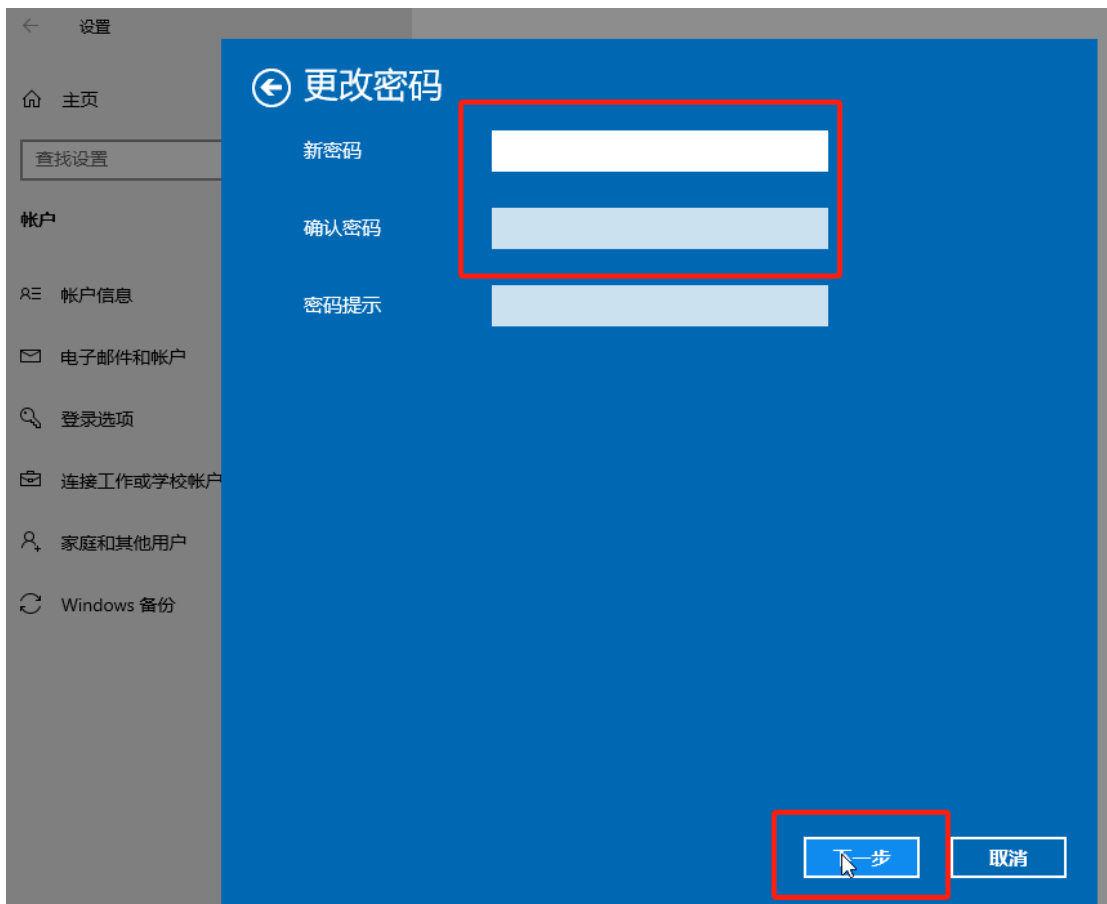 设置
主页
查找设置
帐户
帐户信息
电子邮件和帐户
登录选项
连接工作或学校帐户
家庭和其他用户
Windows 备份
更改密码
新密码
确认密码
密码提示
下一步
取消